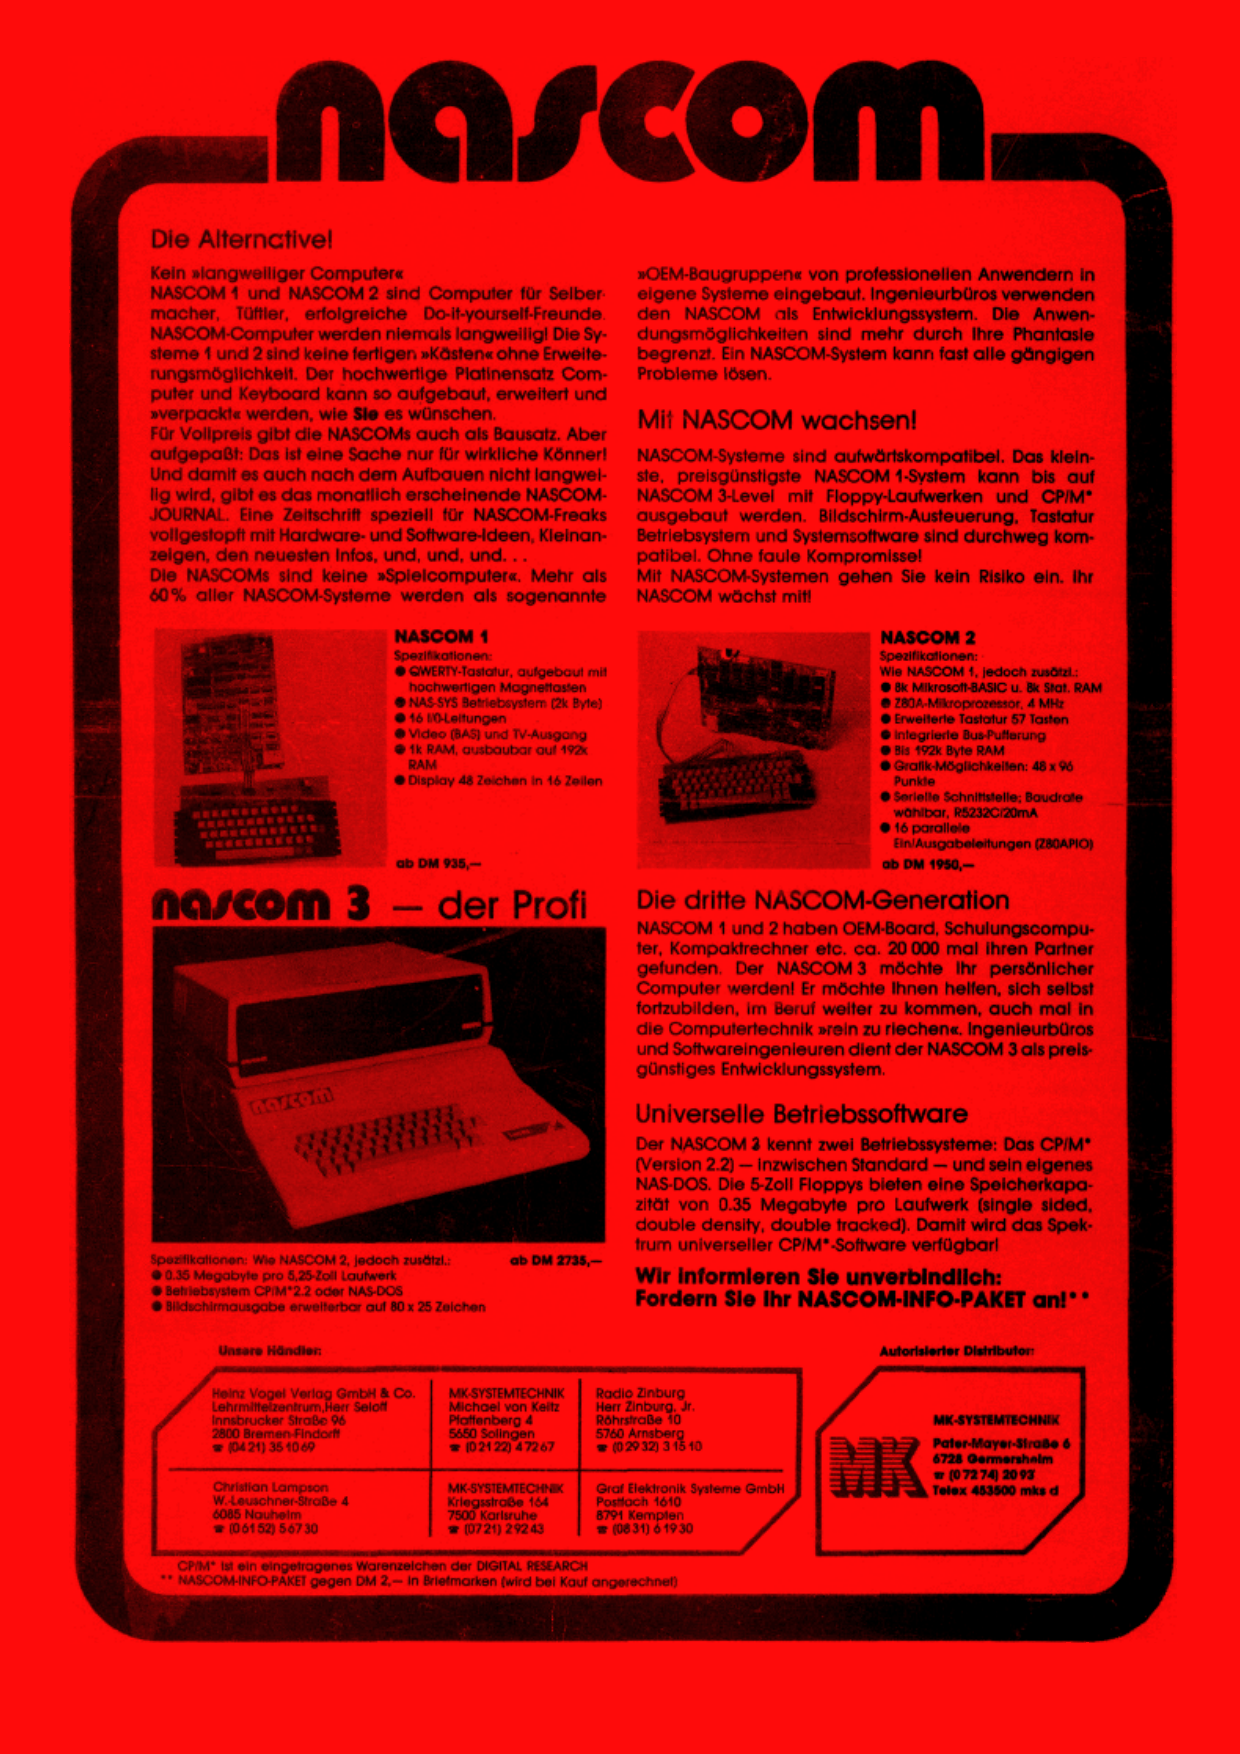 nascom
Die Alternative!
Kein »langweiliger Computer«
NASCOM 1 und NASCOM 2 sind Computer für Selber-
macher, Tüftler, erfolgreiche Do-it-yourself-Freunde.
NASCOM-Computer werden niemals langweilig! Die Sy-
steme 1 und 2 sind keine fertigen »Kästen« ohne Erweite-
rungsmöglichkeit. Der hochwertige Platinensatz Com-
puter und Keyboard kann so aufgebaut, erweitert und
»verpackt« werden, wie Sie es wünschen.
Für Vollpreis gibt die NASCOMs auch als Bausatz. Aber
aufgepaßt: Das ist eine Sache nur für wirkliche Könner!
Und damit es auch nach dem Aufbauen nicht langwei-
lig wird, gibt es das monatlich erscheinende NASCOM-
JOURNAL. Eine Zeitschrift speziell für NASCOM-Freaks
vollgestopft mit Hardware- und Software-Ideen, Kleinan-
zeigen, den neuesten Infos, und, und, und. . .
Die NASCOMs sind keine »Spielcomputer«. Mehr als
60% aller NASCOM-Systeme werden als sogenannte
»OEM-Baugruppen« von professionellen Anwendern in
eigene Systeme eingebaut. Ingenieurbüros verwenden
den NASCOM als Entwicklungssystem. Die Anwen-
dungsmöglichkeiten sind mehr durch Ihre Phantasie
begrenzt. Ein NASCOM-System kann fast alle gängigen
Probleme lösen.
Mit NASCOM wachsen!
NASCOM-Systeme sind aufwärtskompatibel. Das klein-
ste, preisgünstigste NASCOM 1-System kann bis auf
NASCOM 3-Level mit Floppy-Laufwerken und CP/M*
ausgebaut werden. Bildschirm-Austeuerung, Tastatur
Betriebsystem und Systemsoftware sind durchweg kom-
patibel. Ohne faule Kompromisse!
Mit NASCOM-Systemen gehen Sie kein Risiko ein. Ihr
NASCOM wächst mit!
NASCOM 1
Spezifikationen:
● QWERTY-Tastatur, aufgebaut mit
hochwertigen Magnettasten
● NAS-SYS Betriebsystem (2k Byte)
● 16 I/0-Leitungen
● Video (BAS) und TV-Ausgang
● 1k RAM, ausbaubar auf 192k
RAM
● Display 48 Zeichen in 16 Zeilen
ab DM 935,—
NASCOM 2
Spezifikationen:
Wie NASCOM 1, jedoch zusätzl.:
● 8k Mikrosoft-BASIC u. 8k Stat. RAM
● Z80A-Mikroprozessor, 4 MHz
● Erweiterte Tastatur 57 Tasten
● Integrierte Bus-Pufferung
● Bis 192k Byte RAM
● Grafik-Möglichkeiten: 48 x 96
Punkte
● Serielle Schnittstelle; Baudrate
wählbar, RS232C/20mA
● 16 parallele
Ein/Ausgabeleitungen (Z80APIO)
ab DM 1950,—
nascom 3 — der Profi
nascom
Spezifikationen: Wie NASCOM 2, jedoch zusätzl.: ab DM 2735,—
● 0.35 Megabyte pro 5,25-Zoll Laufwerk
● Betriebsystem CP/M*2.2 oder NAS-DOS
● Bildschirmausgabe erweiterbar auf 80 x 25 Zeichen
Die dritte NASCOM-Generation
NASCOM 1 und 2 haben OEM-Board, Schulungscompu-
ter, Kompaktrechner etc. ca. 20 000 mal ihren Partner
gefunden. Der NASCOM 3 möchte Ihr persönlicher
Computer werden! Er möchte Ihnen helfen, sich selbst
fortzubilden, im Beruf weiter zu kommen, auch mal in
die Computertechnik »rein zu riechen«. Ingenieurbüros
und Softwareingenieuren dient der NASCOM 3 als preis-
günstiges Entwicklungssystem.
Universelle Betriebssoftware
Der NASCOM 3 kennt zwei Betriebssysteme: Das CP/M*
(Version 2.2) — inzwischen Standard — und sein eigenes
NAS-DOS. Die 5-Zoll Floppys bieten eine Speicherkapa-
zität von 0.35 Megabyte pro Laufwerk (single sided,
double density, double tracked). Damit wird das Spek-
trum universeller CP/M*-Software verfügbar!
Wir informieren Sie unverbindlich:
Fordern Sie Ihr NASCOM-INFO-PAKET an!**
Unsere Händler:
Heinz Vogel Verlag GmbH & Co.
Lehrmittelzentrum,Herr Seloff
Innsbrucker Straße 96
2800 Bremen-Findorff
☎ (04 21) 35 10 69
MK-SYSTEMTECHNIK
Michael von Keitz
Pfaffenberg 4
5650 Solingen
☎ (0 21 22) 4 72 67
Radio Zinburg
Herr Zinburg, Jr.
Röhrstraße 10
5760 Arnsberg
☎ (0 29 32) 3 15 10
Christian Lampson
W.-Leuschner-Straße 4
6085 Nauheim
☎ (0 61 52) 5 67 30
MK-SYSTEMTECHNIK
Kriegsstraße 164
7500 Karlsruhe
☎ (07 21) 2 92 43
Graf Elektronik Systeme GmbH
Postfach 1610
8791 Kempten
☎ (08 31) 6 19 30
Autorisierter Distributor:
MK
MK-SYSTEMTECHNIK
Pater-Mayer-Straße 6
6728 Germersheim
☎ (0 72 74) 20 93
Telex 453500 mks d
CP/M* ist ein eingetragenes Warenzeichen der DIGITAL RESEARCH
** NASCOM-INFO-PAKET gegen DM 2,— in Briefmarken (wird bei Kauf angerechnet)